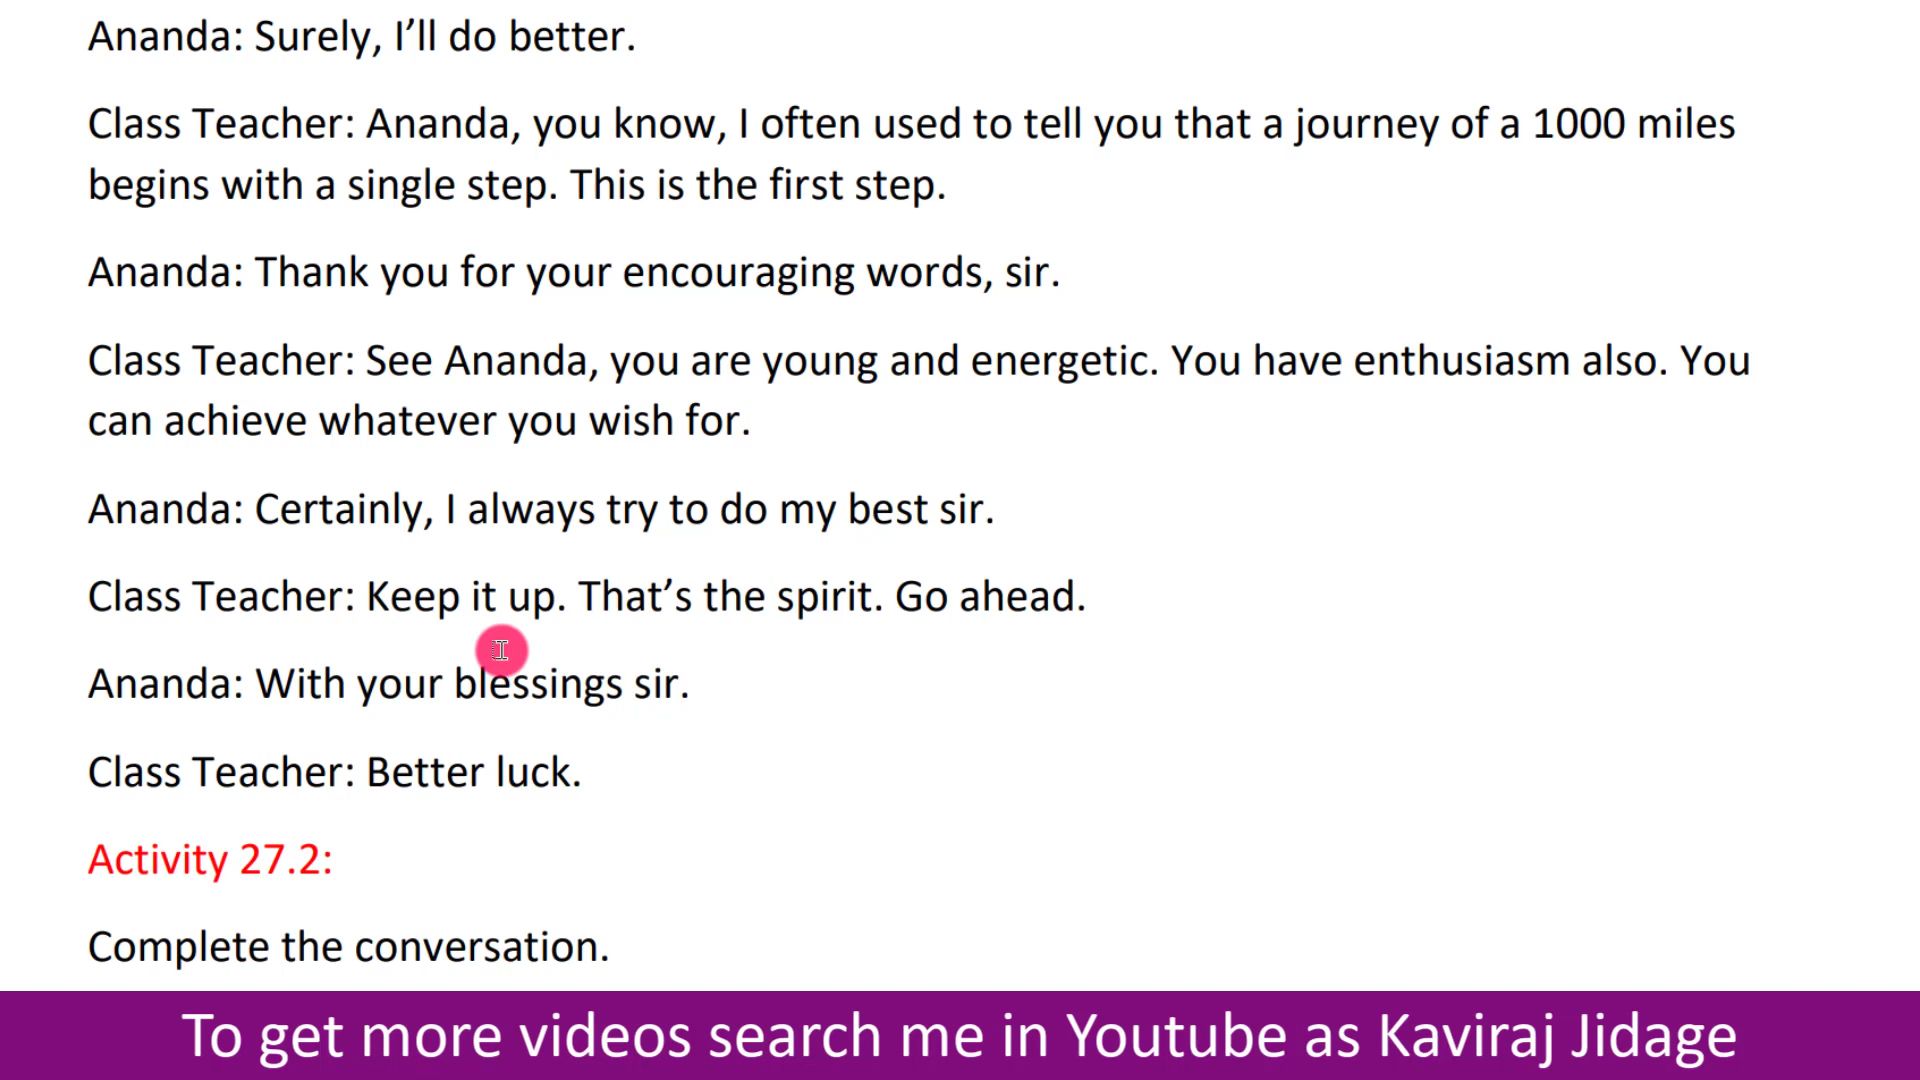 Ananda: Surely, I’ll do better.
Class Teacher: Ananda, you know, I often used to tell you that a journey of a 1000 miles
begins with a single step. This is the first step.
Ananda: Thank you for your encouraging words, sir.
Class Teacher: See Ananda, you are young and energetic. You have enthusiasm also. You
can achieve whatever you wish for.
Ananda: Certainly, I always try to do my best sir.
Class Teacher: Keep it up. That’s the spirit. Go ahead.
Ananda: With your blessings sir.
Class Teacher: Better luck.
Activity 27.2:
Complete the conversation.
To get more videos search me in Youtube as Kaviraj Jidage